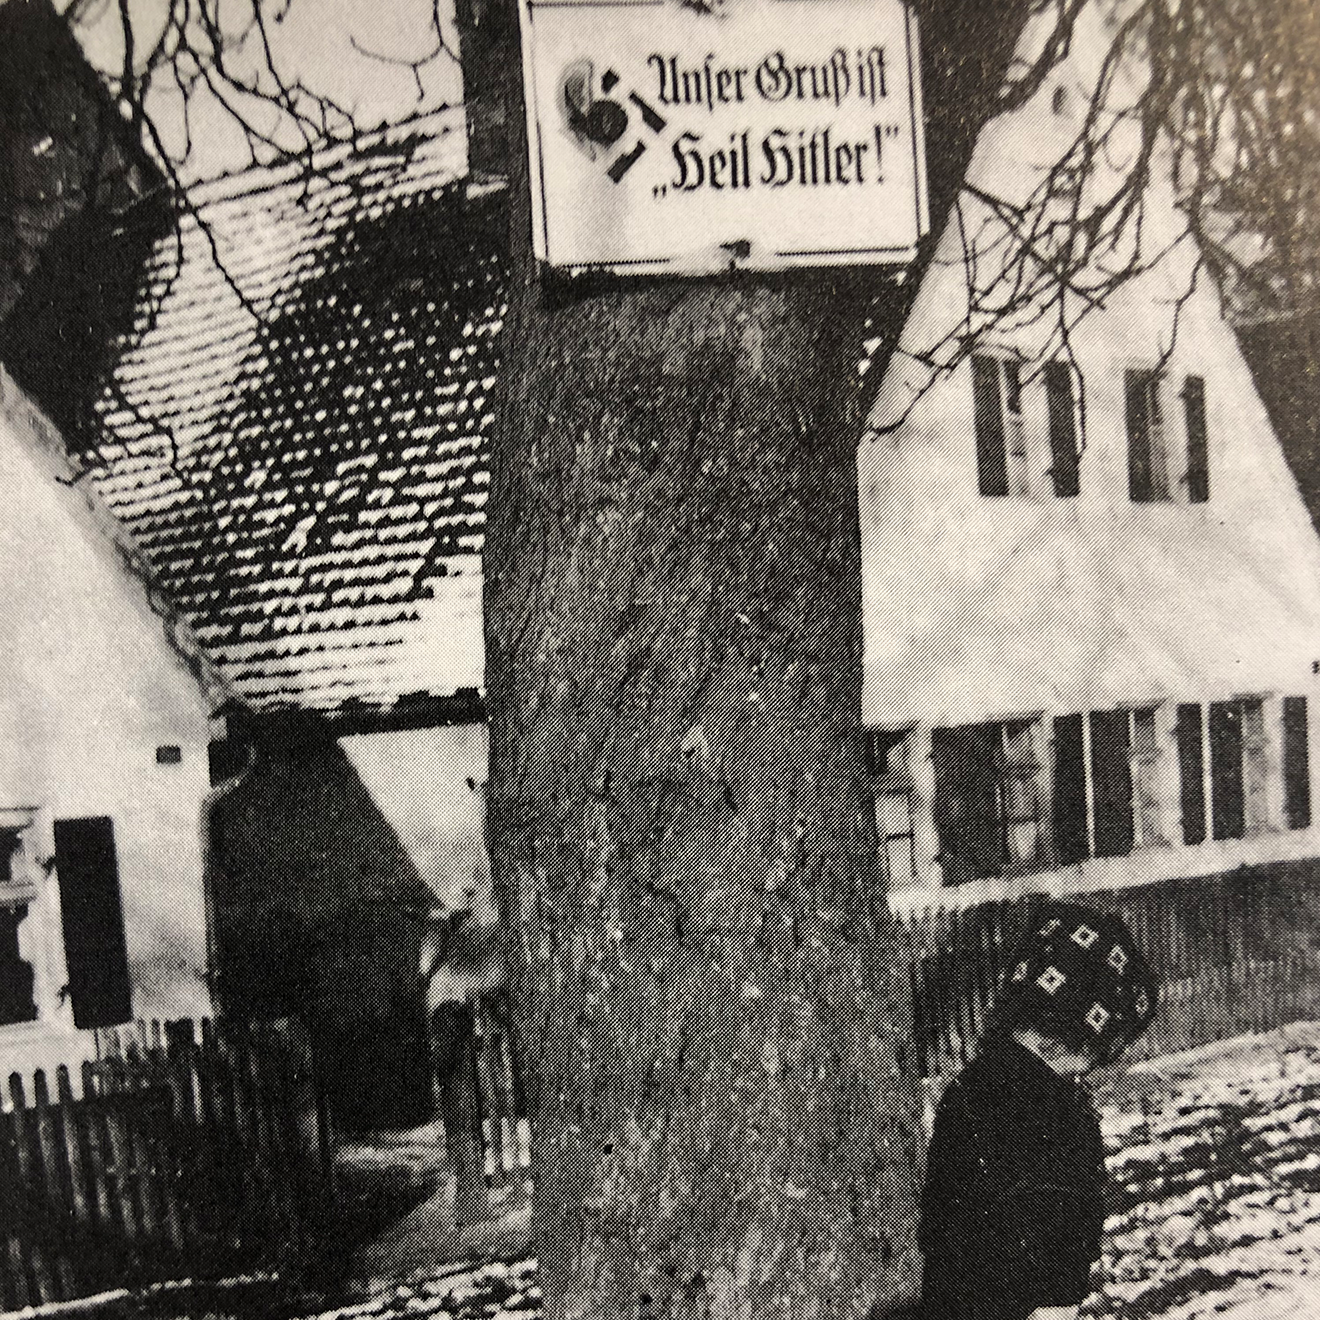 Unser Gruß ist
„Heil Hitler!"